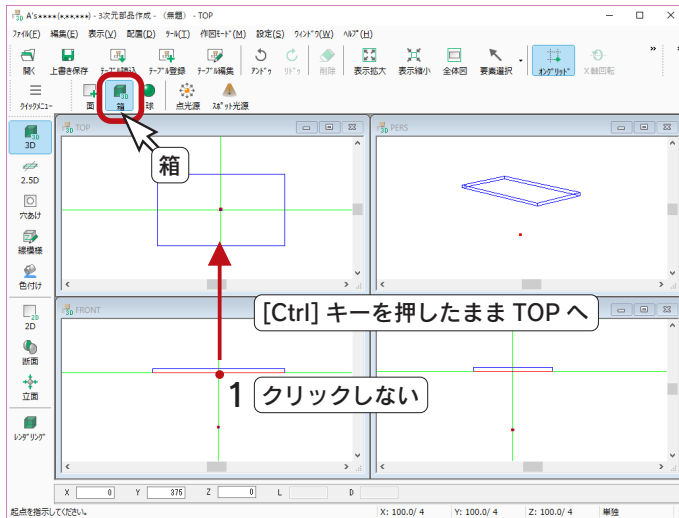 A's∗∗∗∗(∗,∗∗,∗∗∗) - 3次元部品作成 - （無題） - TOP
ﾌｧｲﾙ(F) 編集(E) 表示(V) 配置(D) ﾂｰﾙ(T) 作図ﾓｰﾄﾞ(M) 設定(S) ｳｨﾝﾄﾞｳ(W) ﾍﾙﾌﾟ(H)
開く 上書き保存 ﾃｰﾌﾞﾙ登録 ﾃｰﾌﾞﾙ編集 ｱﾝﾄﾞｩ ﾘﾄﾞｩ 削除 表示拡大 表示縮小 全体図 要素選択 ｵﾝｸﾞﾘｯﾄﾞ X軸回転
ｸｲｯｸﾒﾆｭｰ 面 箱 球 点光源 ｽﾎﾟｯﾄ光源
3D
2.5D
穴あけ
線模様
色付け
2D
断面
立面
ﾚﾝﾀﾞﾘﾝｸﾞ
TOP
PERS
箱
[Ctrl] キーを押したまま TOP へ
FRONT
1 クリックしない
X 0 Y 375 Z 0 L D
起点を指示してください。 X: 100.0/ 4 Y: 100.0/ 4 Z: 100.0/ 4 単独